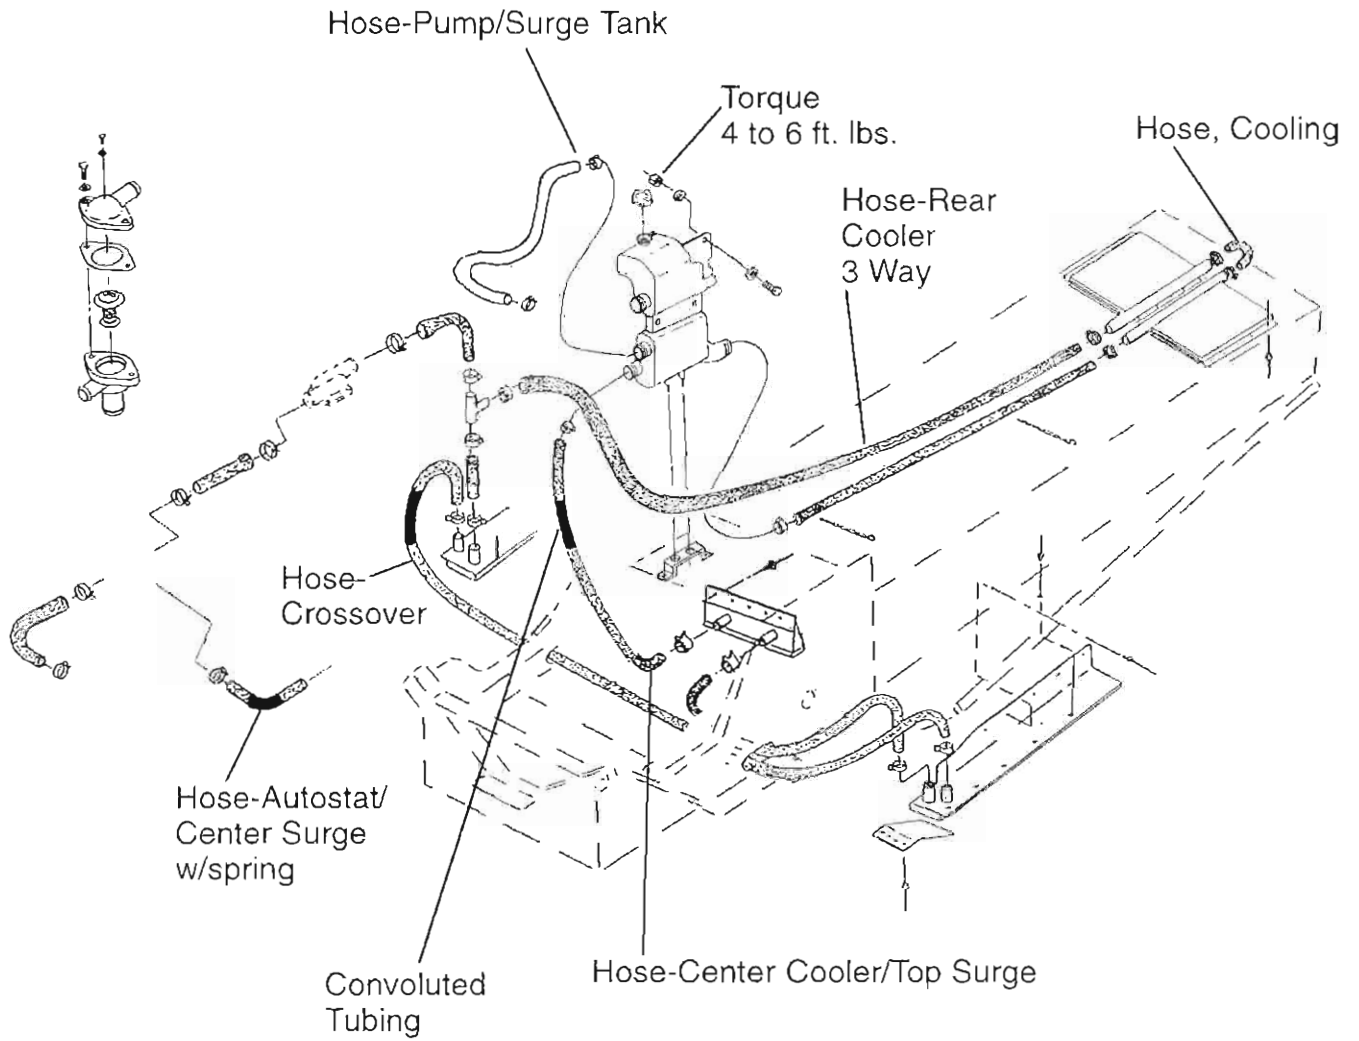 Hose-Pump/Surge Tank
Torque
4 to 6 ft. lbs.
Hose, Cooling
Hose-Rear
Cooler
3 Way
Hose-
Crossover
Hose-Autostat/
Center Surge
w/spring
Convoluted
Tubing
Hose-Center Cooler/Top Surge